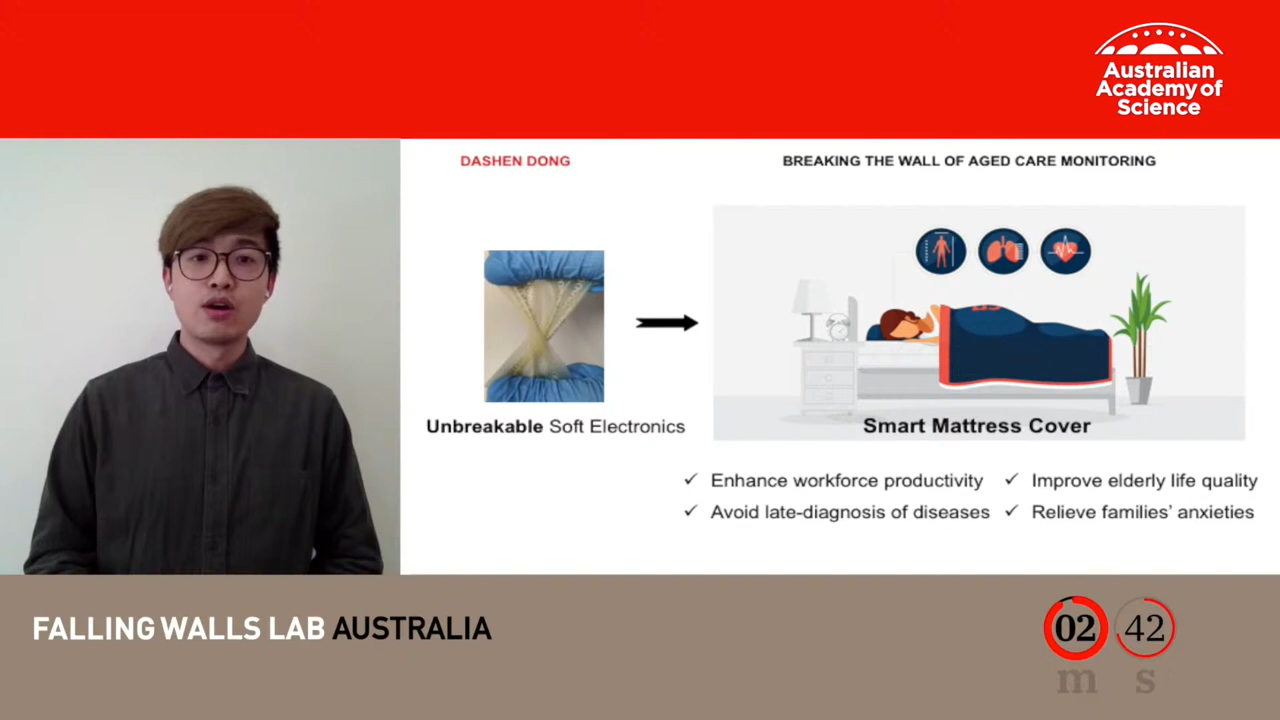 Australian
Academy of
Science
DASHEN DONG
BREAKING THE WALL OF AGED CARE MONITORING
Unbreakable Soft Electronics
Smart Mattress Cover
✓ Enhance workforce productivity
✓ Improve elderly life quality
✓ Avoid late-diagnosis of diseases
✓ Relieve families' anxieties
FALLING WALLS LAB AUSTRALIA
02 42
m s